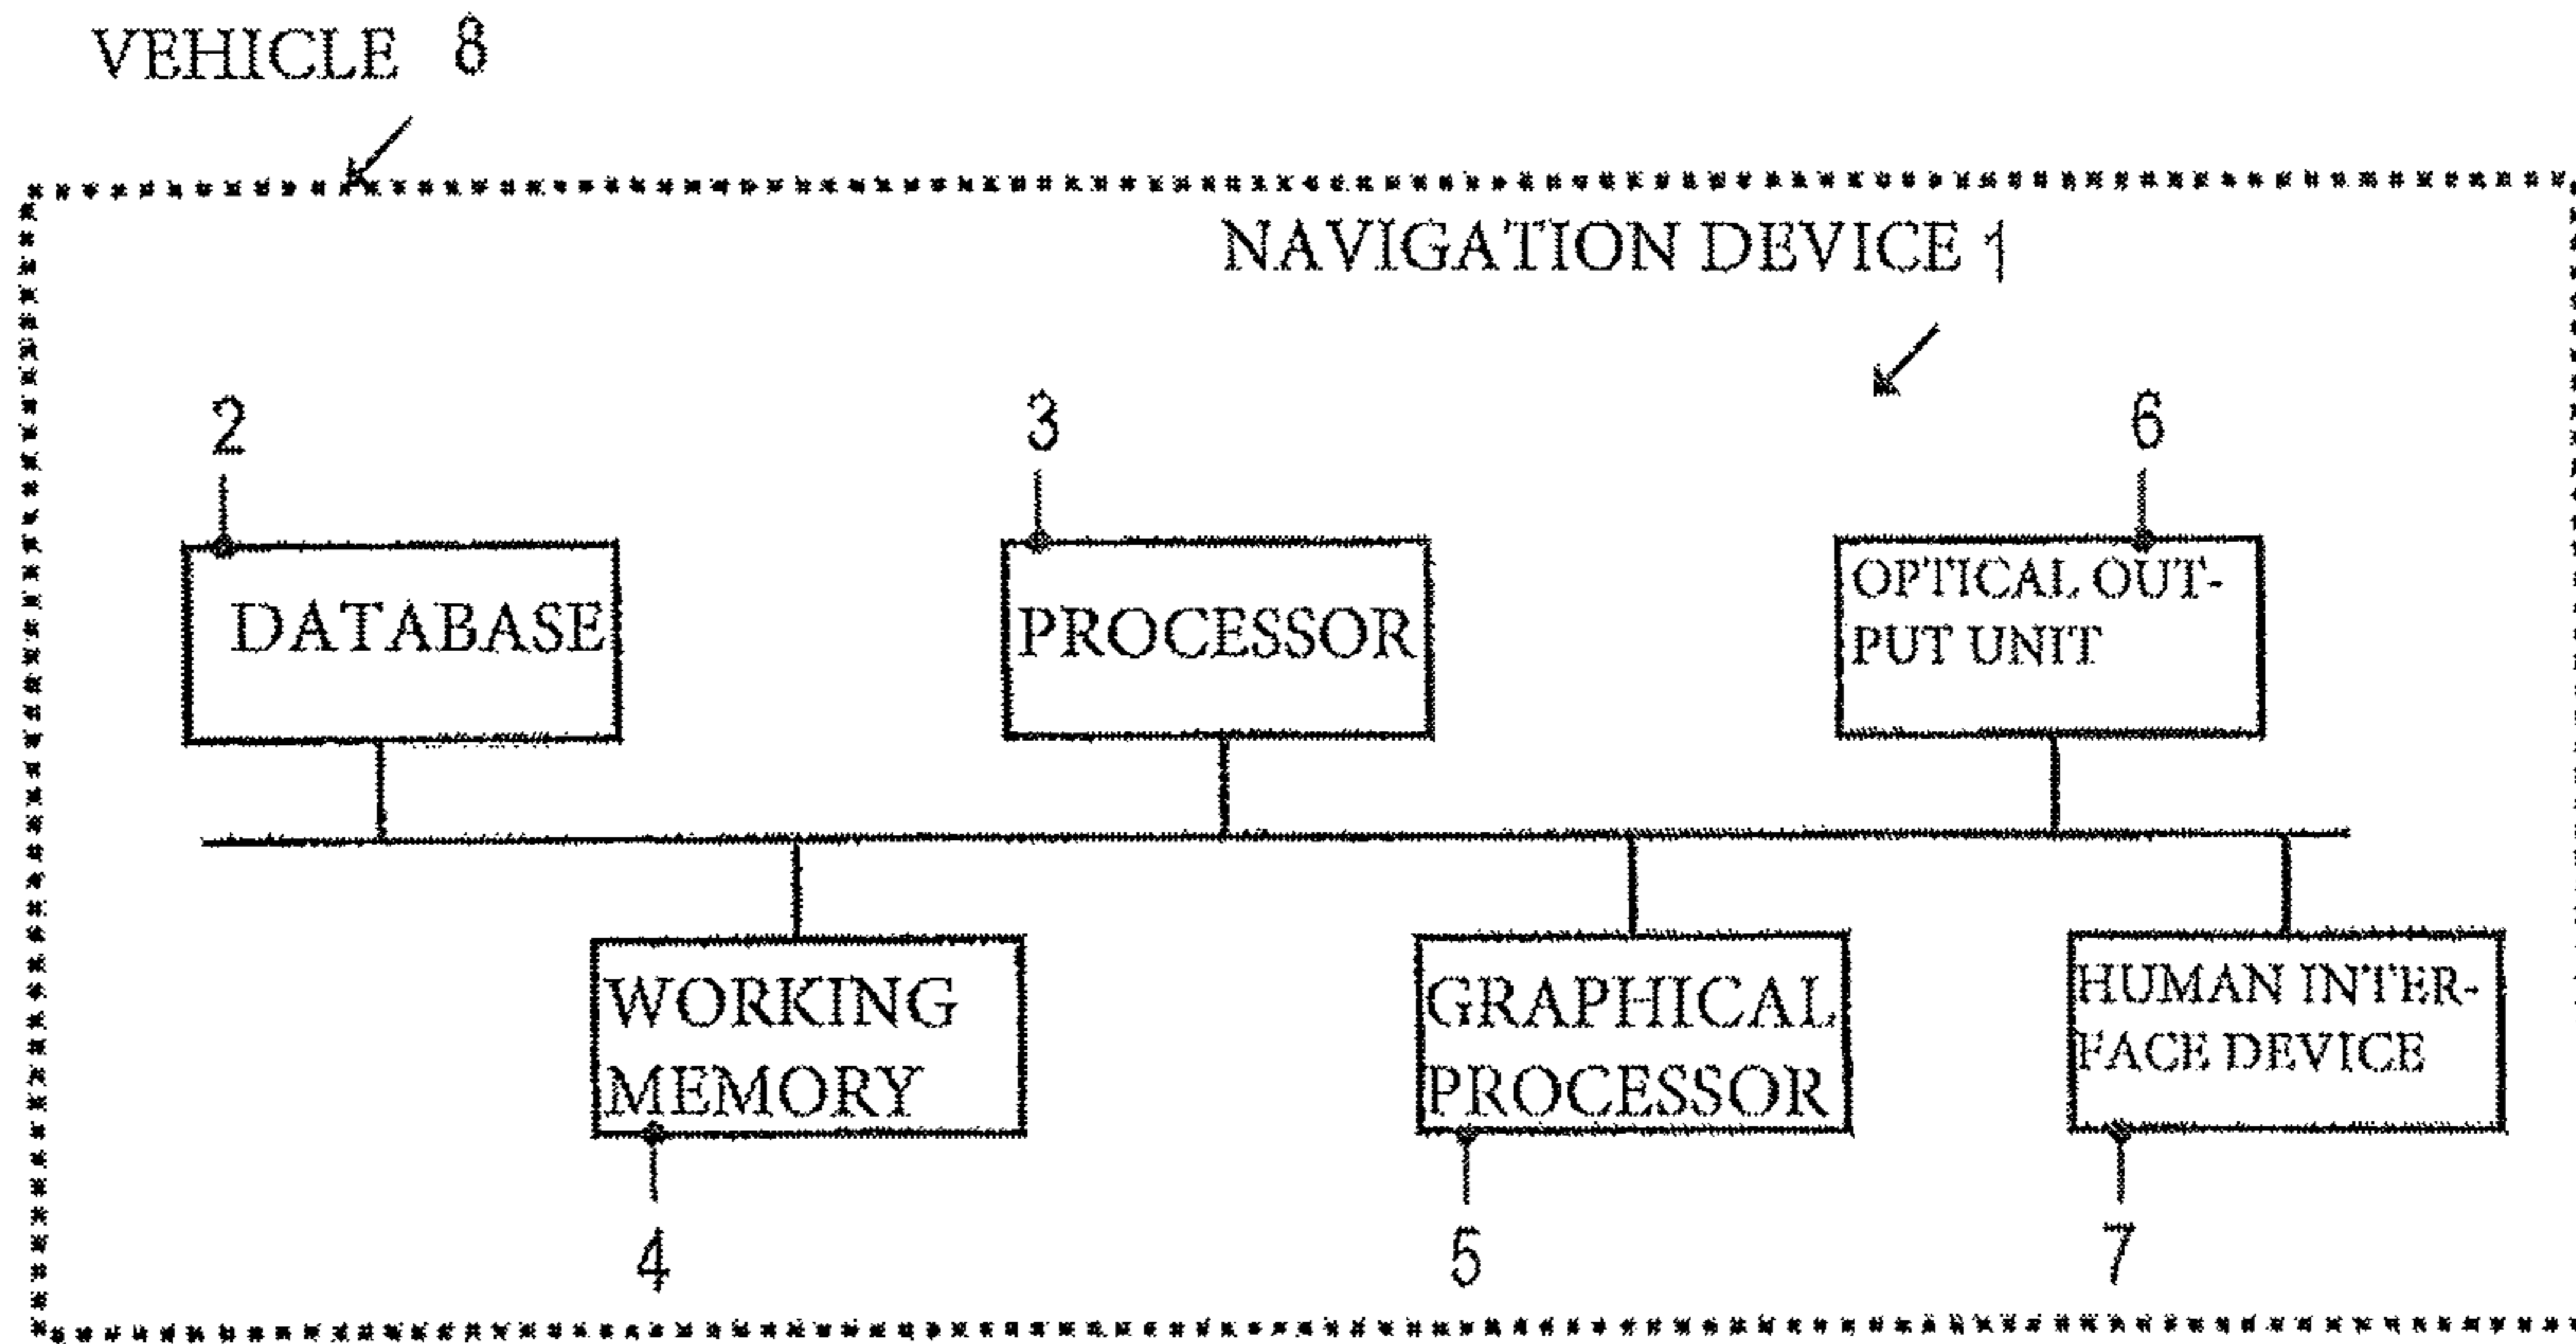 VEHICLE 8
NAVIGATION DEVICE 1
2
3
6
DATABASE
PROCESSOR
OPTICAL OUT-
PUT UNIT
WORKING
MEMORY
GRAPHICAL
PROCESSOR
HUMAN INTER-
FACE DEVICE
4
5
7